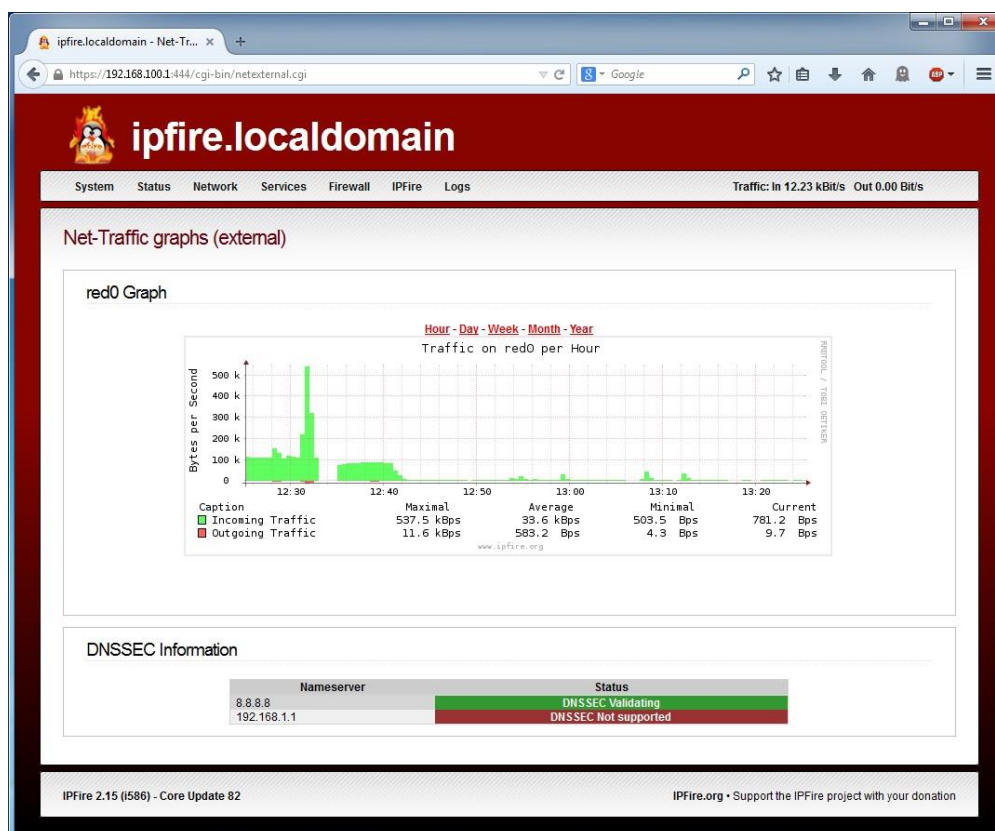 ipfire.localdomain - Net-Tr... × +
https://192.168.100.1:444/cgi-bin/netexternal.cgi Google ABP
ipfire.localdomain
System Status Network Services Firewall IPFire Logs Traffic: In 12.23 kBit/s Out 0.00 Bit/s
Net-Traffic graphs (external)
red0 Graph
Hour - Day - Week - Month - Year
Traffic on red0 per Hour
RRDTOOL / TOBI OETIKER
Bytes per Second
500 k
400 k
300 k
200 k
100 k
0
12:30 12:40 12:50 13:00 13:10 13:20
Caption Maximal Average Minimal Current
Incoming Traffic 537.5 kBps 33.6 kBps 503.5 Bps 781.2 Bps
Outgoing Traffic 11.6 kBps 583.2 Bps 4.3 Bps 9.7 Bps
www.ipfire.org
DNSSEC Information
Nameserver Status
8.8.8.8 DNSSEC Validating
192.168.1.1 DNSSEC Not supported
IPFire 2.15 (i586) - Core Update 82 IPFire.org • Support the IPFire project with your donation